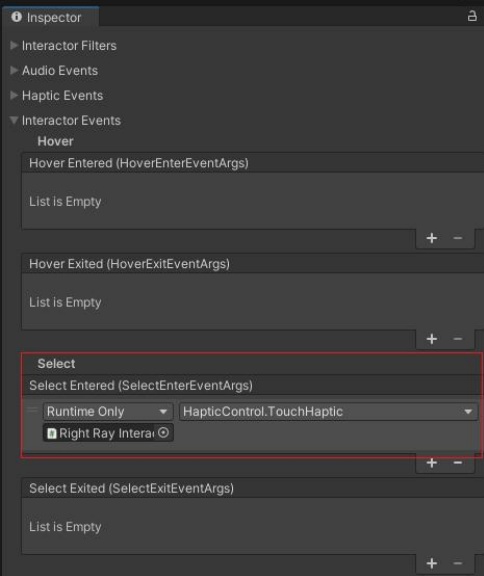 Inspector
Interactor Filters
Audio Events
Haptic Events
Interactor Events
Hover
Hover Entered (HoverEnterEventArgs)
List is Empty
+ −
Hover Exited (HoverExitEventArgs)
List is Empty
+ −
Select
Select Entered (SelectEnterEventArgs)
Runtime Only HapticControl.TouchHaptic
Right Ray Interac
+ −
Select Exited (SelectExitEventArgs)
List is Empty
+ −